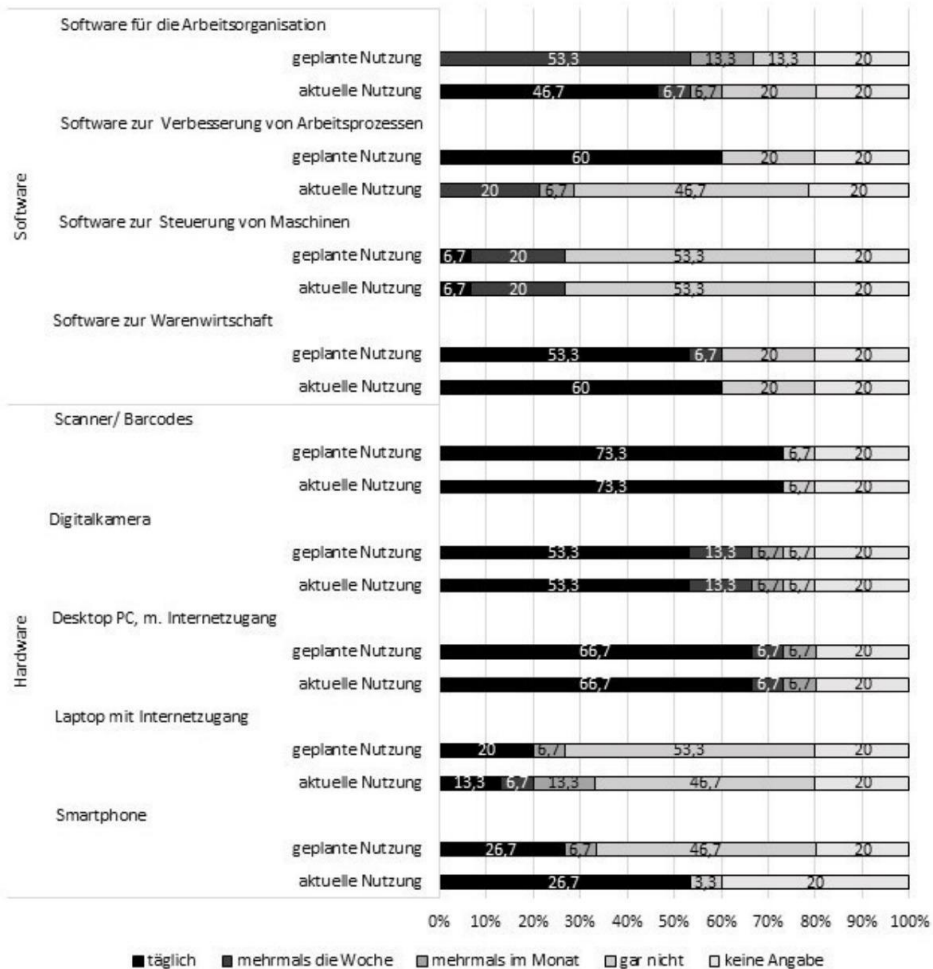 Software
Software für die Arbeitsorganisation
geplante Nutzung 53,3 13,3 13,3 20
aktuelle Nutzung 46,7 6,7 6,7 20 20
Software zur Verbesserung von Arbeitsprozessen
geplante Nutzung 60 20 20
aktuelle Nutzung 20 6,7 46,7 20
Software zur Steuerung von Maschinen
geplante Nutzung 6,7 20 53,3 20
aktuelle Nutzung 6,7 20 53,3 20
Software zur Warenwirtschaft
geplante Nutzung 53,3 6,7 20 20
aktuelle Nutzung 60 20 20
Hardware
Scanner/ Barcodes
geplante Nutzung 73,3 6,7 20
aktuelle Nutzung 73,3 6,7 20
Digitalkamera
geplante Nutzung 53,3 13,3 6,7 6,7 20
aktuelle Nutzung 53,3 13,3 6,7 6,7 20
Desktop PC, m. Internetzugang
geplante Nutzung 66,7 6,7 6,7 20
aktuelle Nutzung 66,7 6,7 6,7 20
Laptop mit Internetzugang
geplante Nutzung 20 6,7 53,3 20
aktuelle Nutzung 13,3 6,7 13,3 46,7 20
Smartphone
geplante Nutzung 26,7 6,7 46,7 20
aktuelle Nutzung 26,7 3,3 20
0% 10% 20% 30% 40% 50% 60% 70% 80% 90% 100%
täglich mehrmals die Woche mehrmals im Monat gar nicht keine Angabe